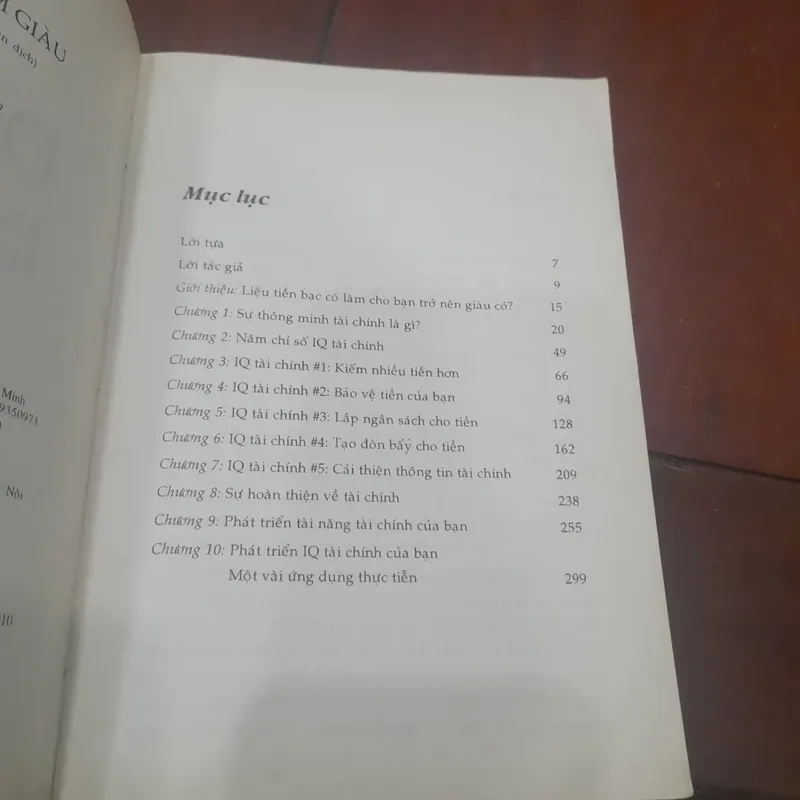 GIÀU
dịch)
Minh
9350973
Nội
Mục lục
Lời tựa 7
Lời tác giả 9
Giới thiệu: Liệu tiền bạc có làm cho bạn trở nên giàu có? 15
Chương 1: Sự thông minh tài chính là gì? 20
Chương 2: Năm chỉ số IQ tài chính 49
Chương 3: IQ tài chính #1: Kiếm nhiều tiền hơn 66
Chương 4: IQ tài chính #2: Bảo vệ tiền của bạn 94
Chương 5: IQ tài chính #3: Lập ngân sách cho tiền 128
Chương 6: IQ tài chính #4: Tạo đòn bẩy cho tiền 162
Chương 7: IQ tài chính #5: Cải thiện thông tin tài chính 209
Chương 8: Sự hoàn thiện về tài chính 238
Chương 9: Phát triển tài năng tài chính của bạn 255
Chương 10: Phát triển IQ tài chính của bạn
Một vài ứng dụng thực tiễn 299